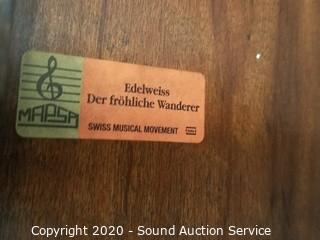 Edelweiss
Der fröhliche Wanderer
MAPSA
SWISS MUSICAL MOVEMENT
Copyright 2020 - Sound Auction Service